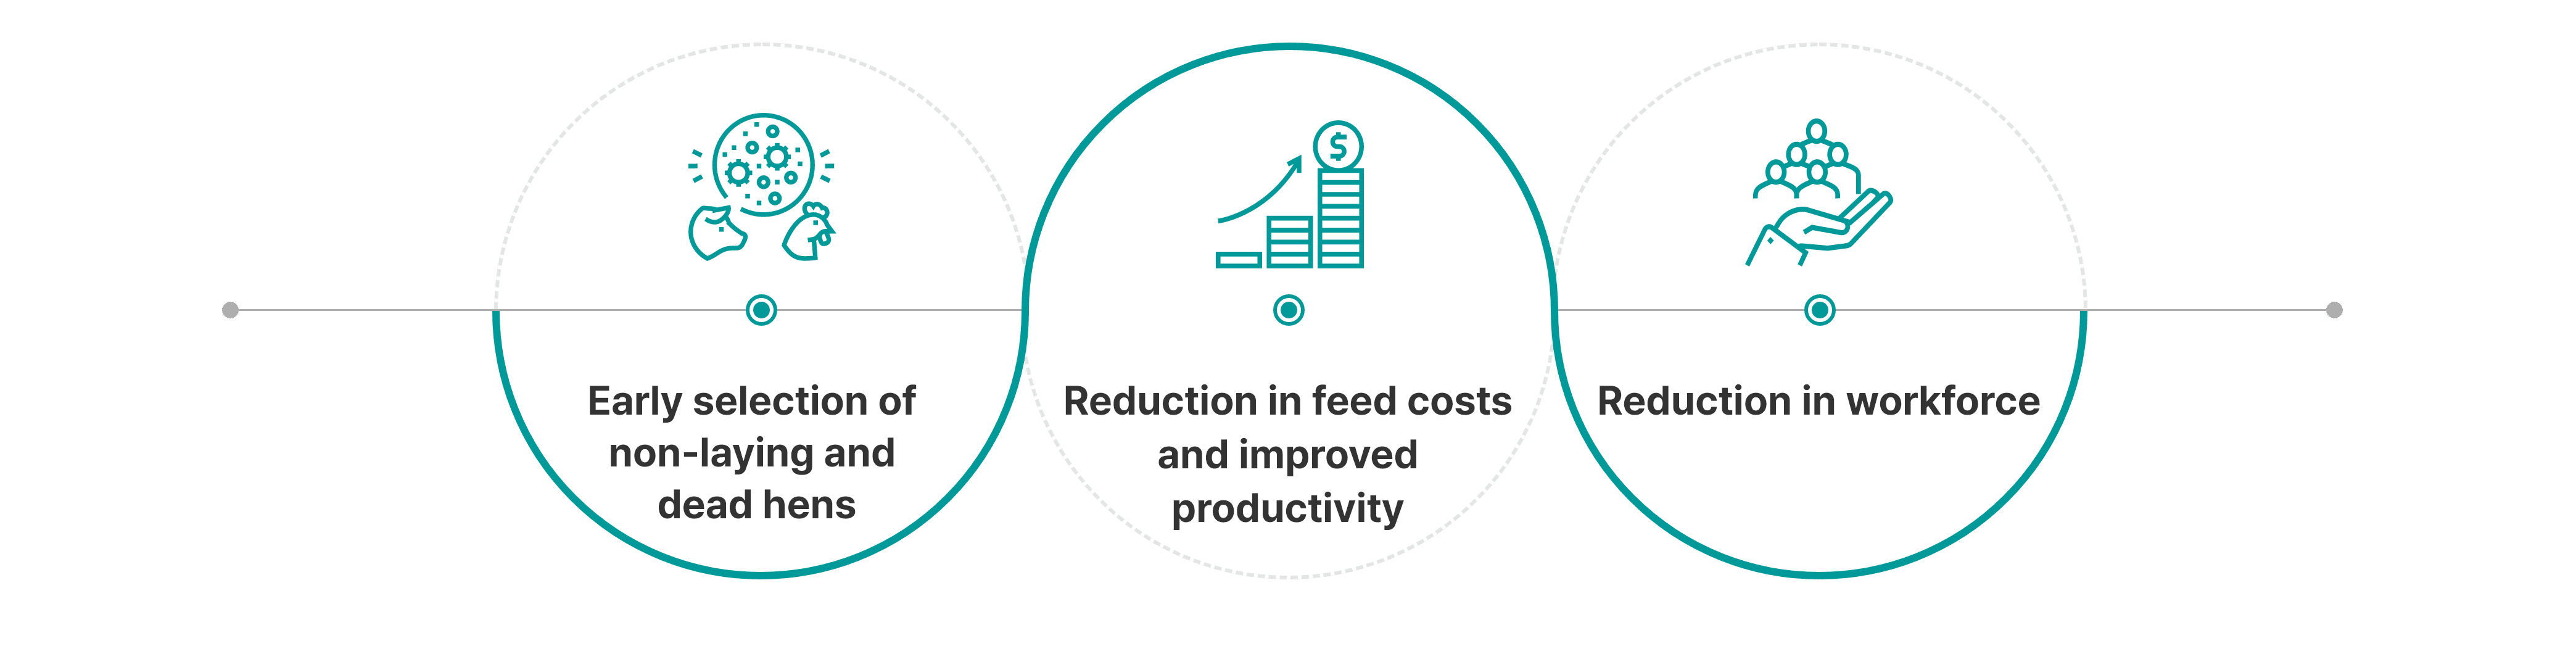 Early selection of
non-laying and
dead hens
Reduction in feed costs
and improved
productivity
Reduction in workforce
$